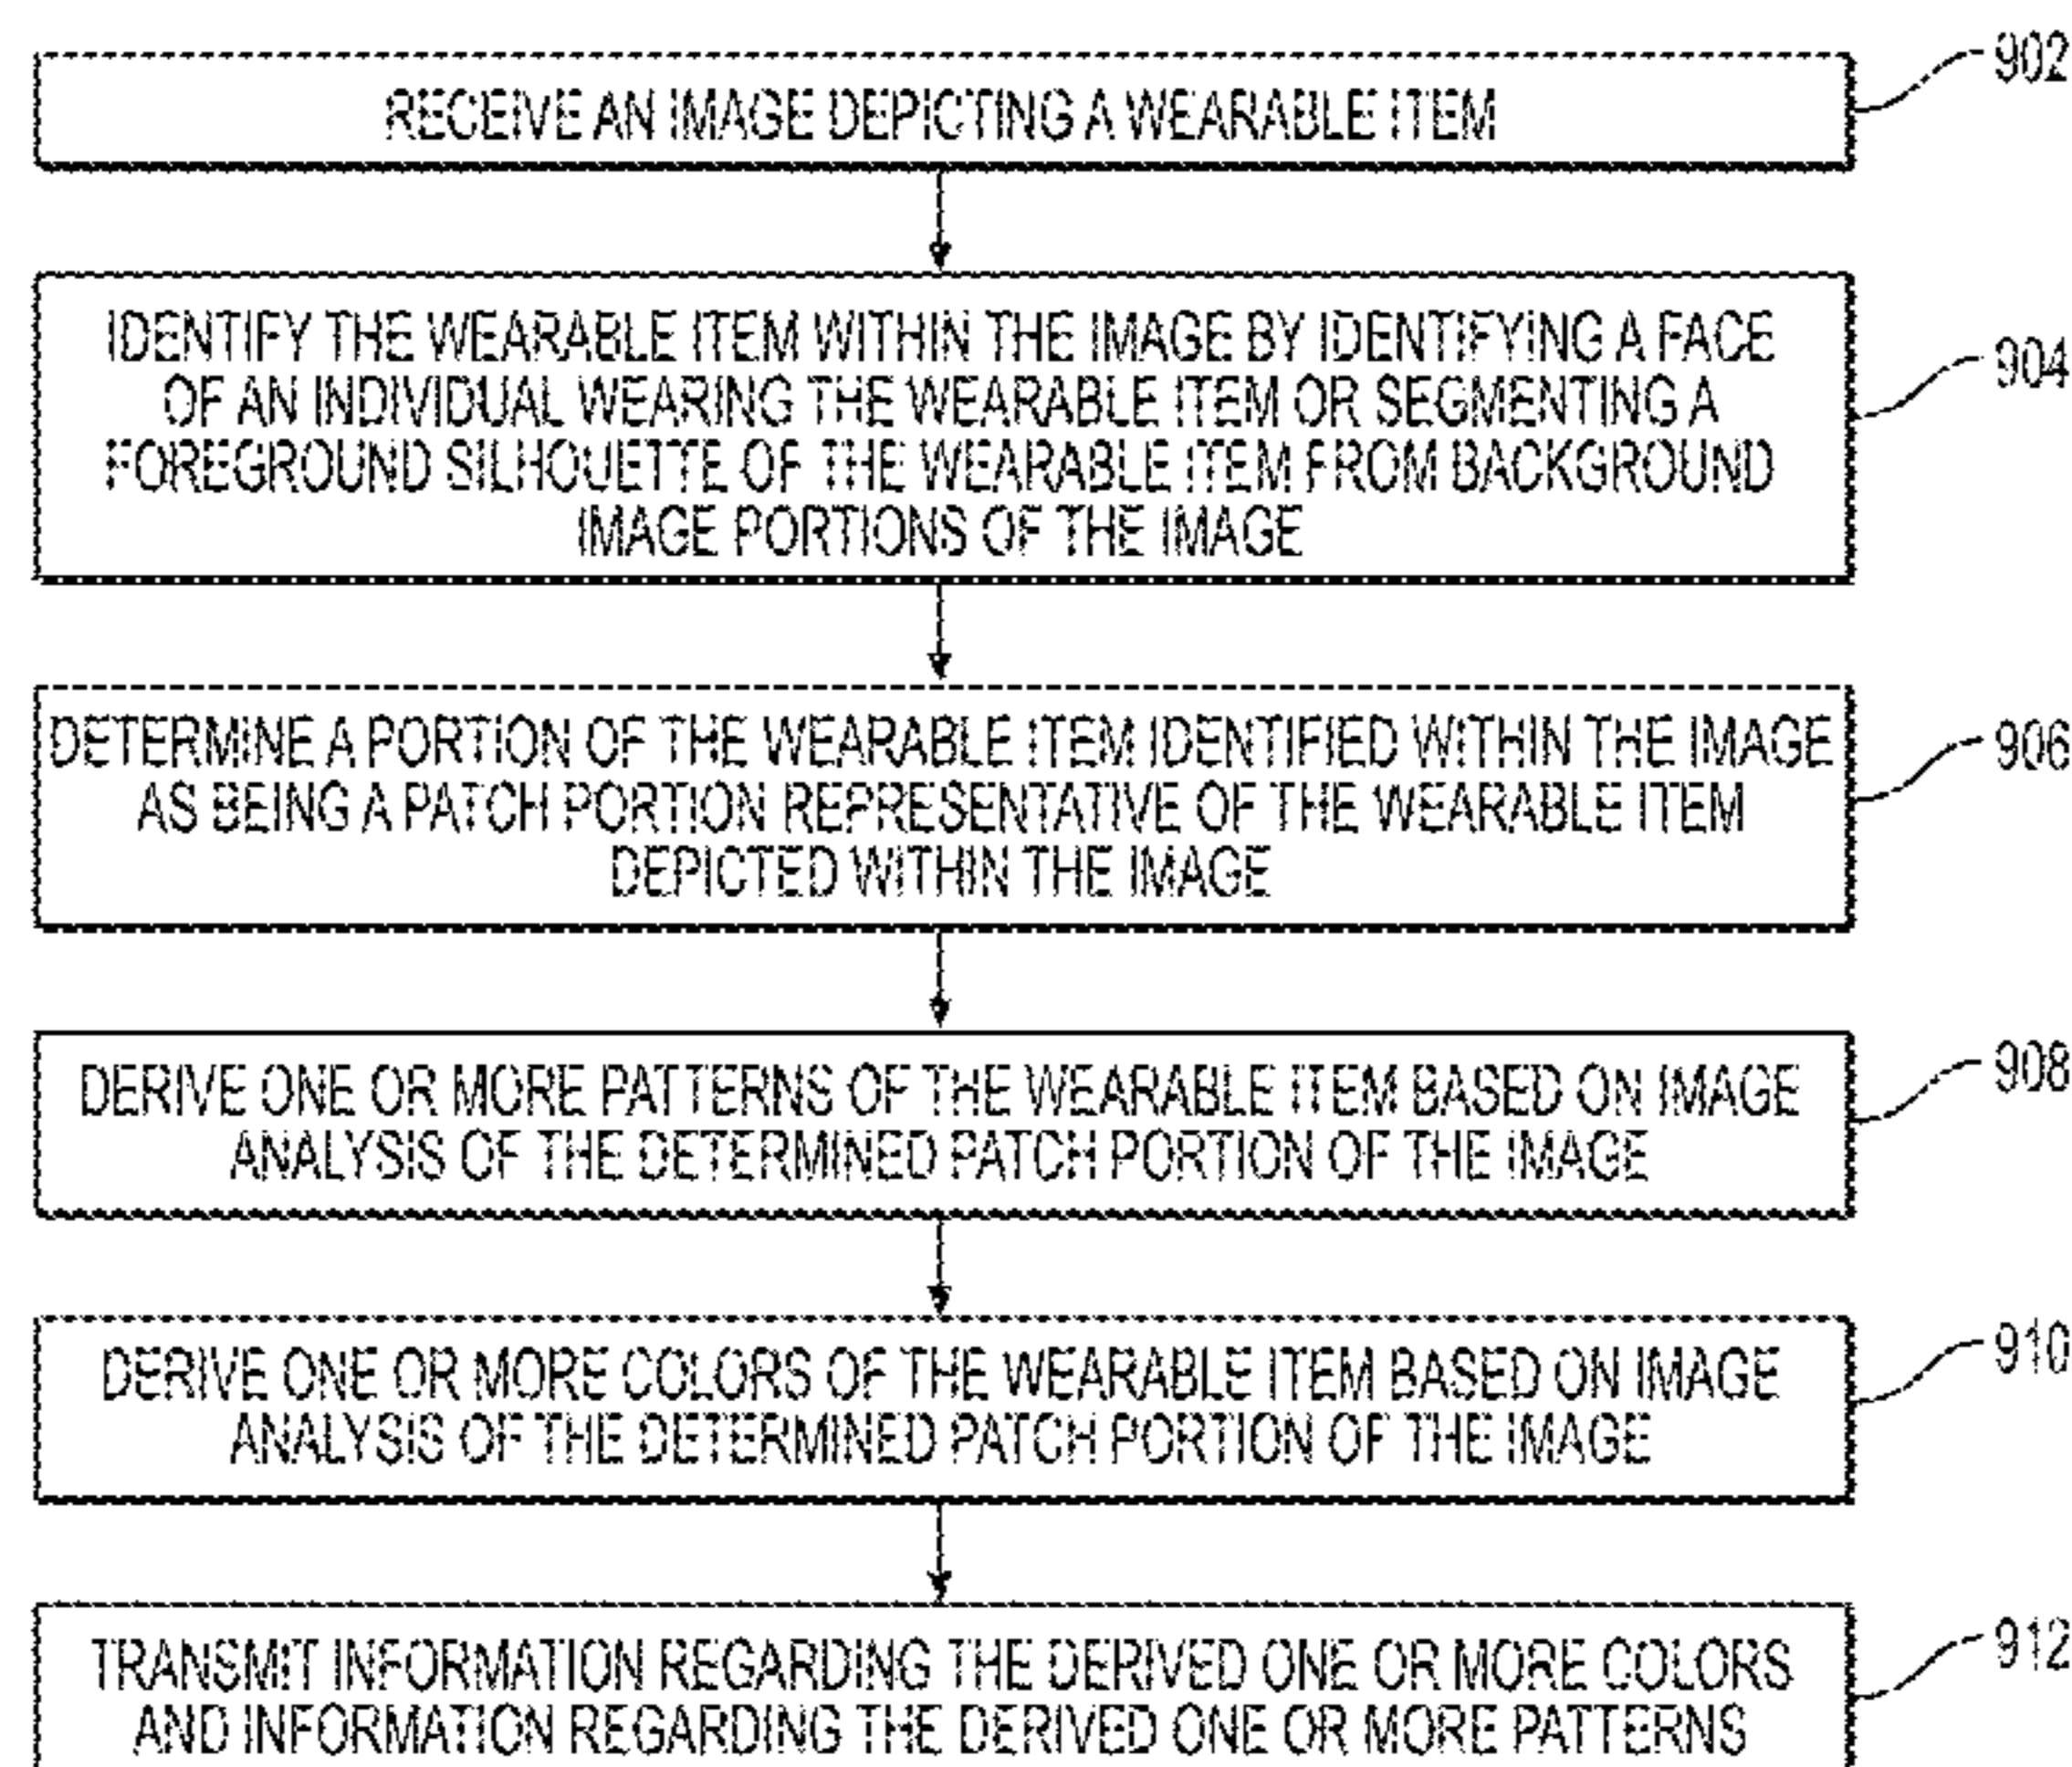 RECEIVE AN IMAGE DEPICTING A WEARABLE ITEM
902
IDENTIFY THE WEARABLE ITEM WITHIN THE IMAGE BY IDENTIFYING A FACE
OF AN INDIVIDUAL WEARING THE WEARABLE ITEM OR SEGMENTING A
FOREGROUND SILHOUETTE OF THE WEARABLE ITEM FROM BACKGROUND
IMAGE PORTIONS OF THE IMAGE
904
DETERMINE A PORTION OF THE WEARABLE ITEM IDENTIFIED WITHIN THE IMAGE
AS BEING A PATCH PORTION REPRESENTATIVE OF THE WEARABLE ITEM
DEPICTED WITHIN THE IMAGE
906
DERIVE ONE OR MORE PATTERNS OF THE WEARABLE ITEM BASED ON IMAGE
ANALYSIS OF THE DETERMINED PATCH PORTION OF THE IMAGE
908
DERIVE ONE OR MORE COLORS OF THE WEARABLE ITEM BASED ON IMAGE
ANALYSIS OF THE DETERMINED PATCH PORTION OF THE IMAGE
910
TRANSMIT INFORMATION REGARDING THE DERIVED ONE OR MORE COLORS
AND INFORMATION REGARDING THE DERIVED ONE OR MORE PATTERNS
912